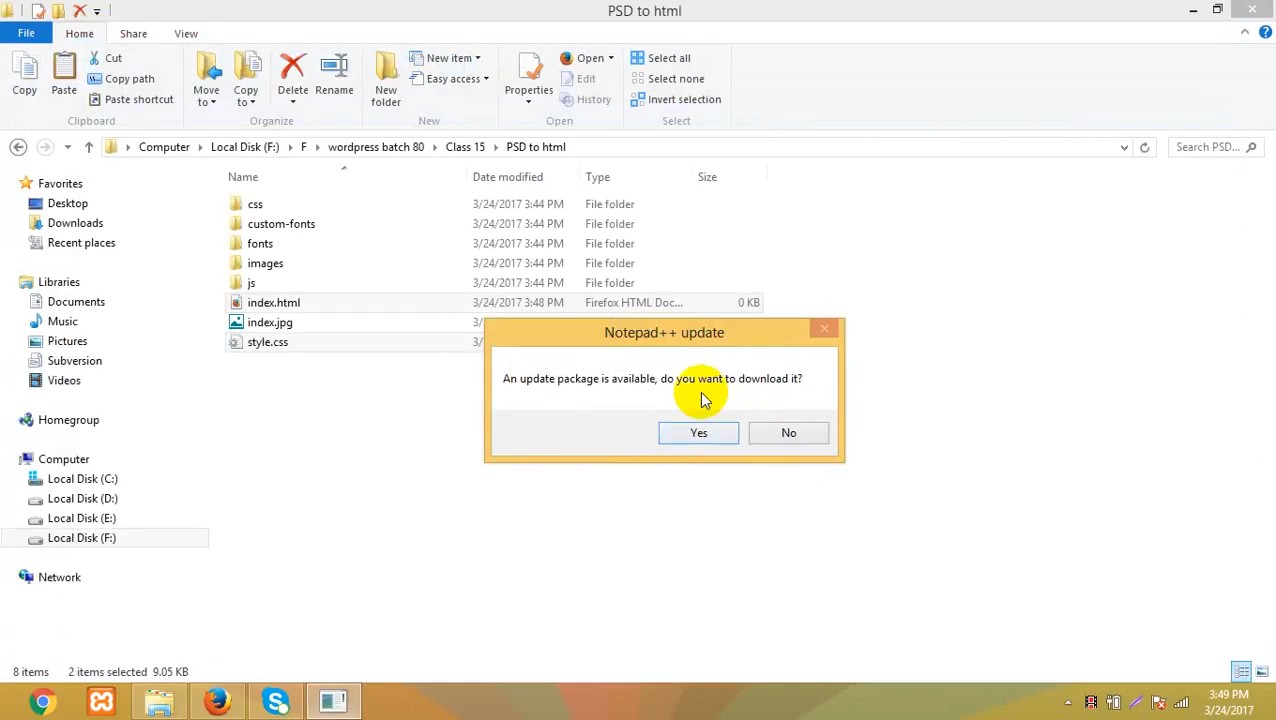 PSD to html
File
Home
Share
View
Copy
Paste
Cut
Copy path
Paste shortcut
Clipboard
Move to
Copy to
Delete
Rename
Organize
New folder
New item
Easy access
New
Properties
Open
Edit
History
Open
Select all
Select none
Invert selection
Select
Computer
Local Disk (F:)
F
wordpress batch 80
Class 15
PSD to html
Search PSD...
Name
Date modified
Type
Size
Favorites
Desktop
Downloads
Recent places
Libraries
Documents
Music
Pictures
Subversion
Videos
Homegroup
Computer
Local Disk (C:)
Local Disk (D:)
Local Disk (E:)
Local Disk (F:)
Network
css 3/24/2017 3:44 PM File folder
custom-fonts 3/24/2017 3:44 PM File folder
fonts 3/24/2017 3:44 PM File folder
images 3/24/2017 3:44 PM File folder
js 3/24/2017 3:44 PM File folder
index.html 3/24/2017 3:48 PM Firefox HTML Doc... 0 KB
index.jpg 3/
style.css 3/
Notepad++ update
An update package is available, do you want to download it?
Yes
No
8 items 2 items selected 9.05 KB
3:49 PM
3/24/2017